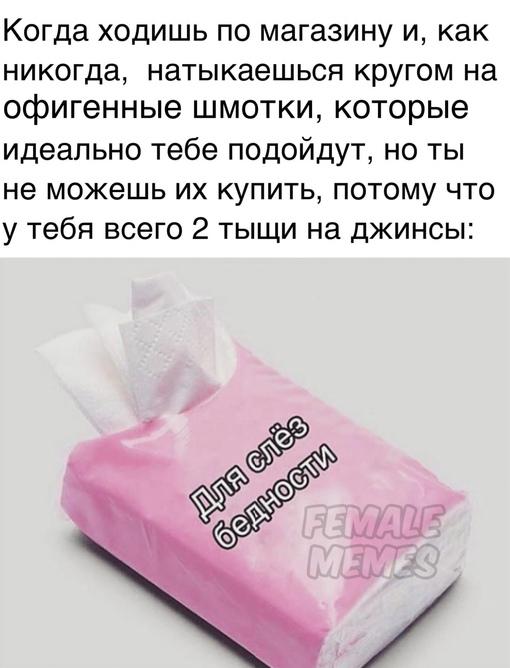 Когда ходишь по магазину и, как
никогда, натыкаешься кругом на
офигенные шмотки, которые
идеально тебе подойдут, но ты
не можешь их купить, потому что
у тебя всего 2 тыщи на джинсы:
Для слёз
бедности
FEMALE
MEMES